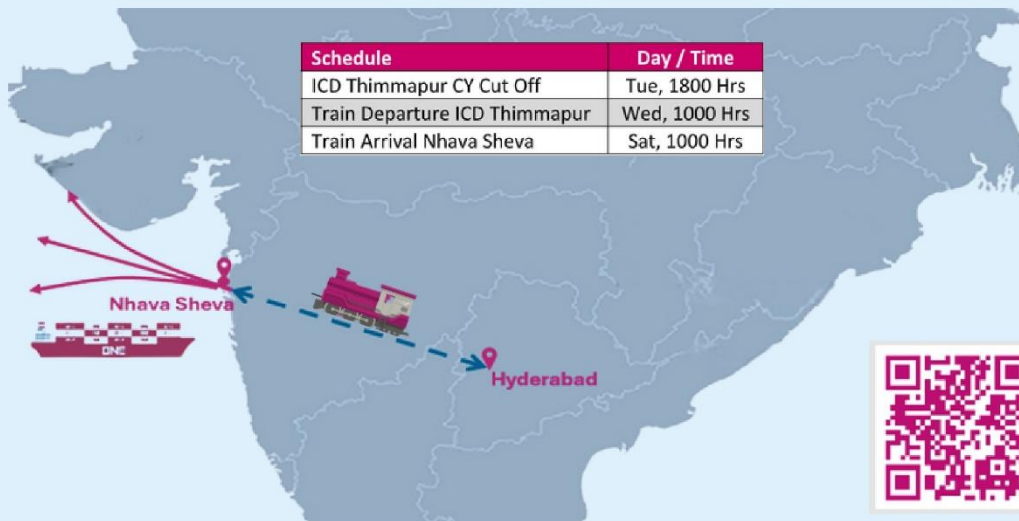 Schedule Day / Time
ICD Thimmapur CY Cut Off Tue, 1800 Hrs
Train Departure ICD Thimmapur Wed, 1000 Hrs
Train Arrival Nhava Sheva Sat, 1000 Hrs
Nhava Sheva
ONE
Hyderabad